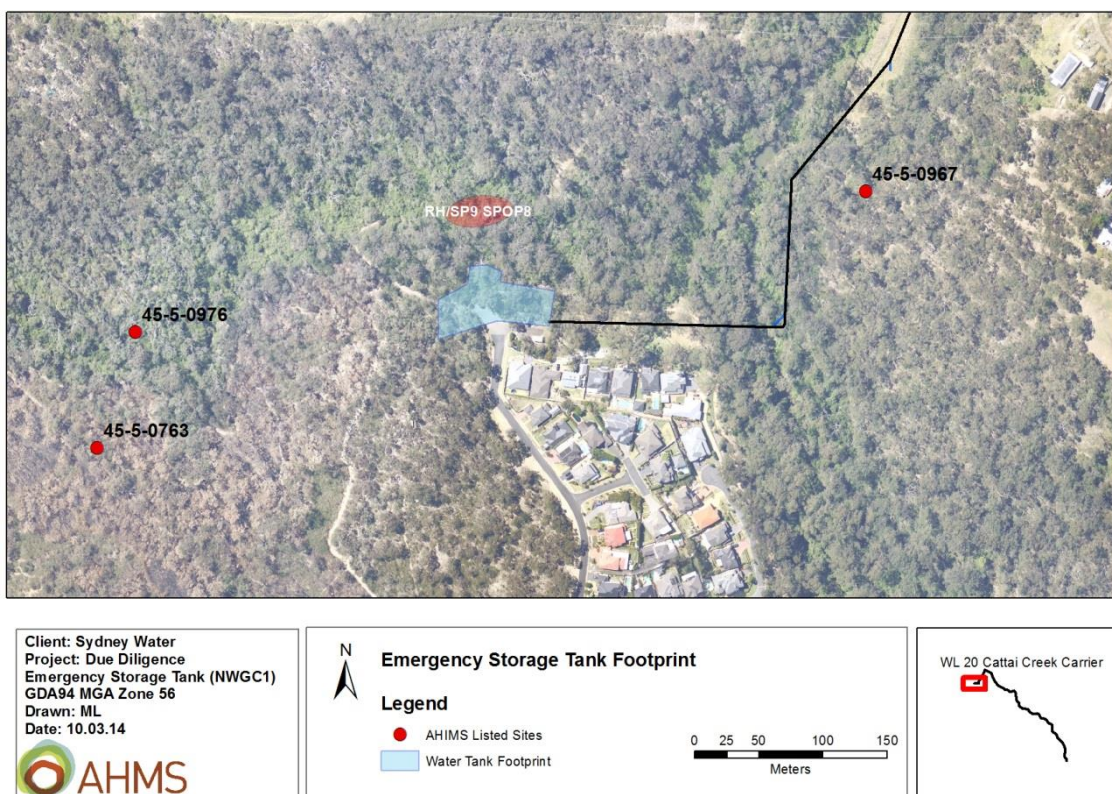 45-5-0967
RH/SP9 SPOP8
45-5-0976
45-5-0763
Client: Sydney Water
Project: Due Diligence
Emergency Storage Tank (NWGC1)
GDA94 MGA Zone 56
Drawn: ML
Date: 10.03.14
AHMS
N
Emergency Storage Tank Footprint
Legend
AHIMS Listed Sites
Water Tank Footprint
0 25 50 100 150
Meters
WL 20 Cattai Creek Carrier